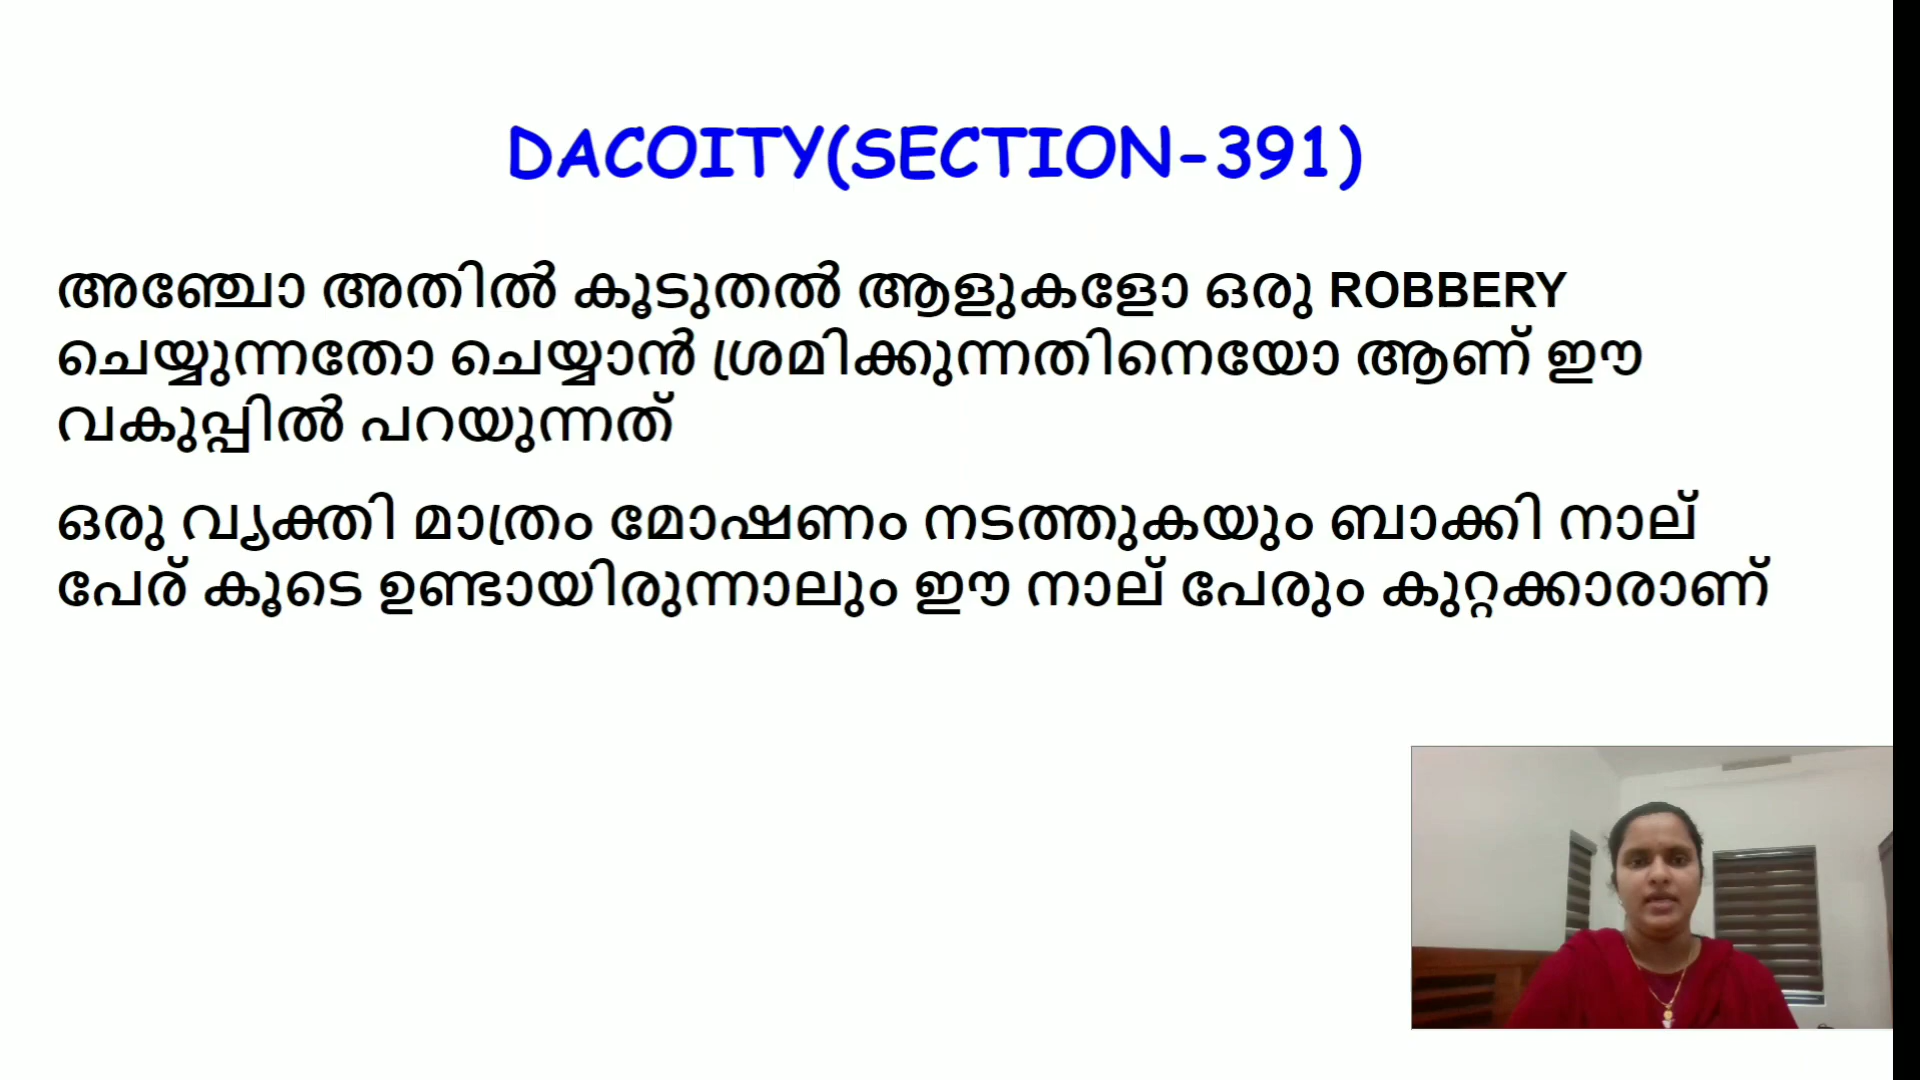 DACOITY(SECTION-391)
അഞ്ചോ അതിൽ കൂടുതൽ ആളുകളോ ഒരു ROBBERY
ചെയ്യുന്നതോ ചെയ്യാൻ ശ്രമിക്കുന്നതിനെയോ ആണ് ഈ
വകുപ്പിൽ പറയുന്നത്
ഒരു വ്യക്തി മാത്രം മോഷണം നടത്തുകയും ബാക്കി നാല്
പേര് കൂടെ ഉണ്ടായിരുന്നാലും ഈ നാല് പേരും കുറ്റക്കാരാണ്